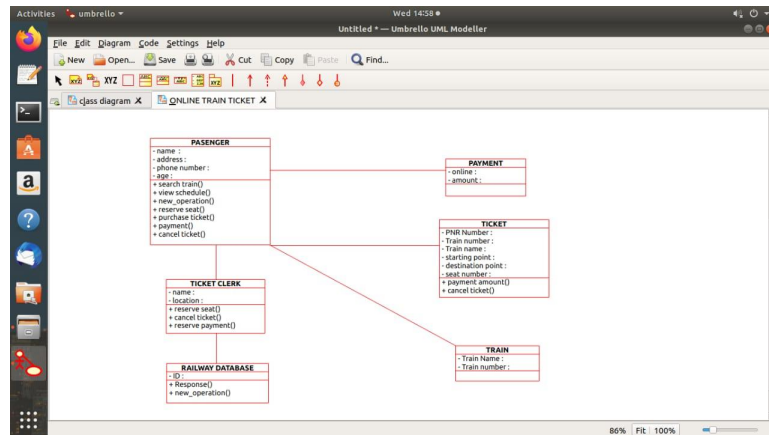 Activities
umbrello
Wed 14:58
Untitled * — Umbrello UML Modeller
File Edit Diagram Code Settings Help
New Open... Save Cut Copy Paste Find...
XYZ
class diagram
ONLINE TRAIN TICKET
PASENGER
- name :
- address :
- phone number :
- age :
+ search train()
+ view schedule()
+ new_operation()
+ reserve seat()
+ purchase ticket()
+ payment()
+ cancel ticket()
PAYMENT
- online :
- amount :
TICKET
- PNR Number :
- Train number :
- Train name :
- starting point :
- destination point :
- seat number :
+ payment amount()
+ cancel ticket()
TICKET CLERK
- name :
- location :
+ reserve seat()
+ cancel ticket()
+ reserve payment()
RAILWAY DATABASE
- ID :
+ Response()
+ new_operation()
TRAIN
- Train Name :
- Train number :
86% Fit 100%